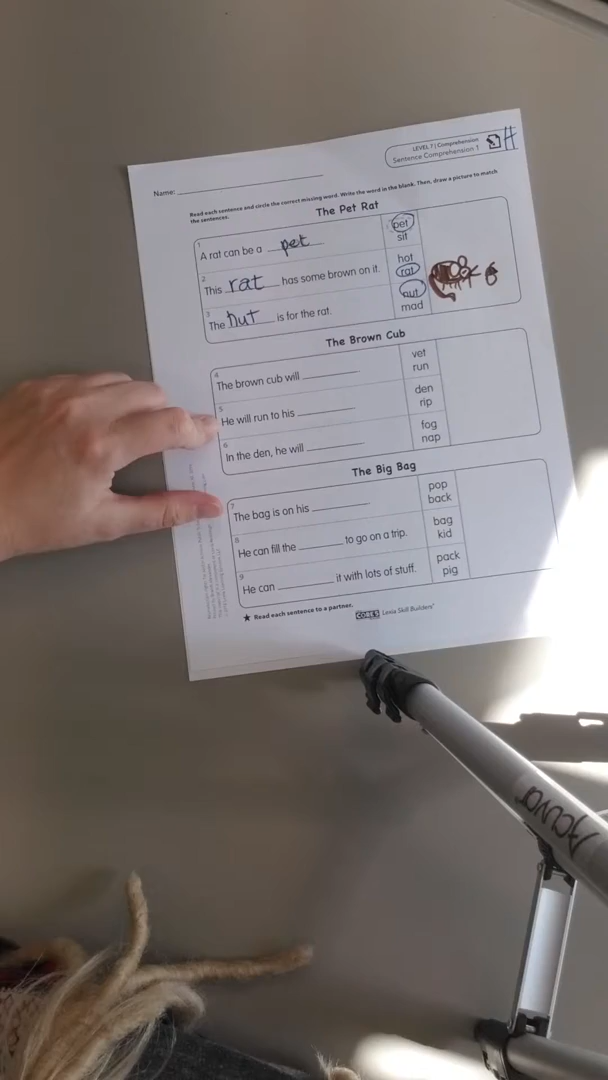 LEVEL 7 | Comprehension
Sentence Comprehension 1
H
Name:
Read each sentence and circle the correct missing word. Write the word in the blank. Then, draw a picture to match
the sentences.
The Pet Rat
1
A rat can be a pet
pet
sit
2
This rat has some brown on it.
hot
rat
3
The nut is for the rat.
nut
mad
The Brown Cub
4
The brown cub will
vet
run
5
He will run to his
den
rip
6
In the den, he will
fog
nap
The Big Bag
7
The bag is on his
pop
back
8
He can fill the to go on a trip.
bag
kid
9
He can it with lots of stuff.
pack
pig
★ Read each sentence to a partner.
CORE5 Lexia Skill Builders®